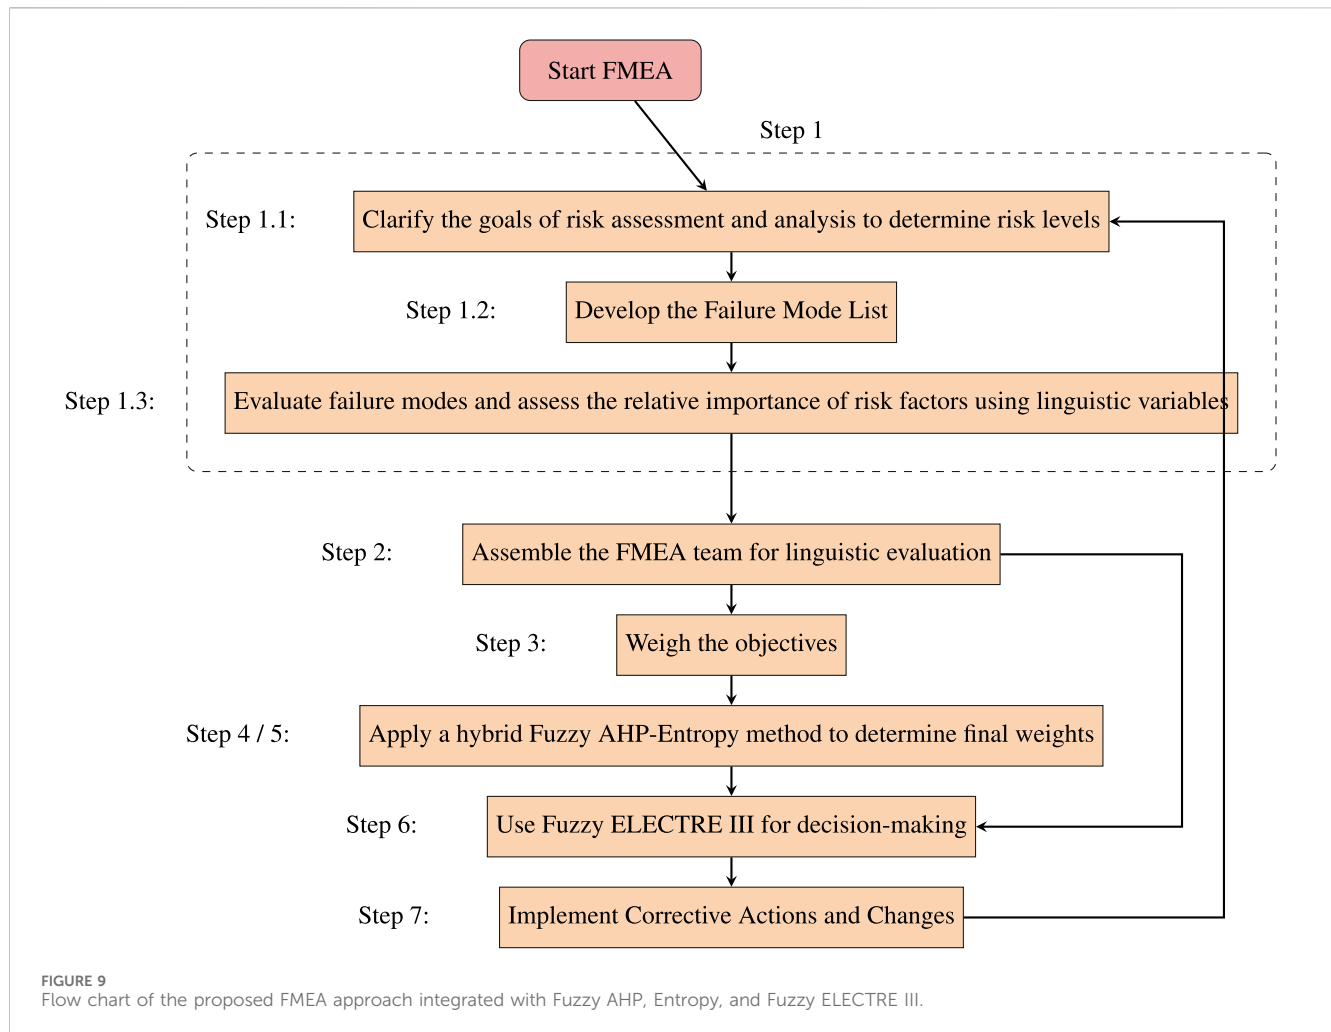 Start FMEA
Step 1
Step 1.1:
Clarify the goals of risk assessment and analysis to determine risk levels
Step 1.2:
Develop the Failure Mode List
Step 1.3:
Evaluate failure modes and assess the relative importance of risk factors using linguistic variables
Step 2:
Assemble the FMEA team for linguistic evaluation
Step 3:
Weigh the objectives
Step 4 / 5:
Apply a hybrid Fuzzy AHP-Entropy method to determine final weights
Step 6:
Use Fuzzy ELECTRE III for decision-making
Step 7:
Implement Corrective Actions and Changes
FIGURE 9
Flow chart of the proposed FMEA approach integrated with Fuzzy AHP, Entropy, and Fuzzy ELECTRE III.